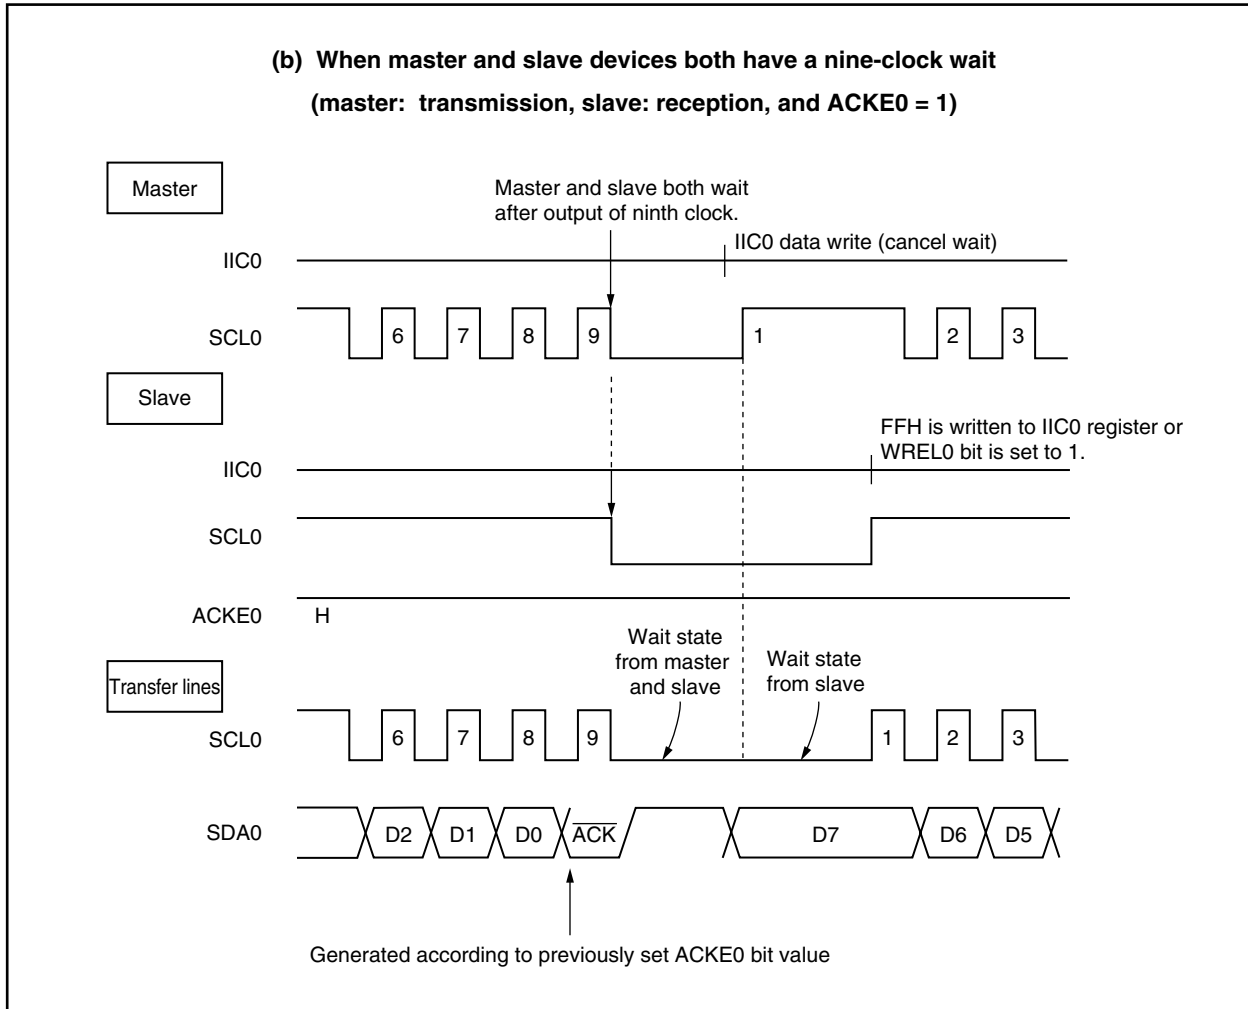 (b) When master and slave devices both have a nine-clock wait
(master: transmission, slave: reception, and ACKE0 = 1)
Master
Master and slave both wait
after output of ninth clock.
IIC0 data write (cancel wait)
IIC0
SCL0
6 7 8 9 1 2 3
Slave
FFH is written to IIC0 register or
WREL0 bit is set to 1.
IIC0
SCL0
ACKE0 H
Wait state
from master
and slave
Wait state
from slave
Transfer lines
SCL0
6 7 8 9 1 2 3
SDA0
D2 D1 D0 A̅C̅K̅ D7 D6 D5
Generated according to previously set ACKE0 bit value